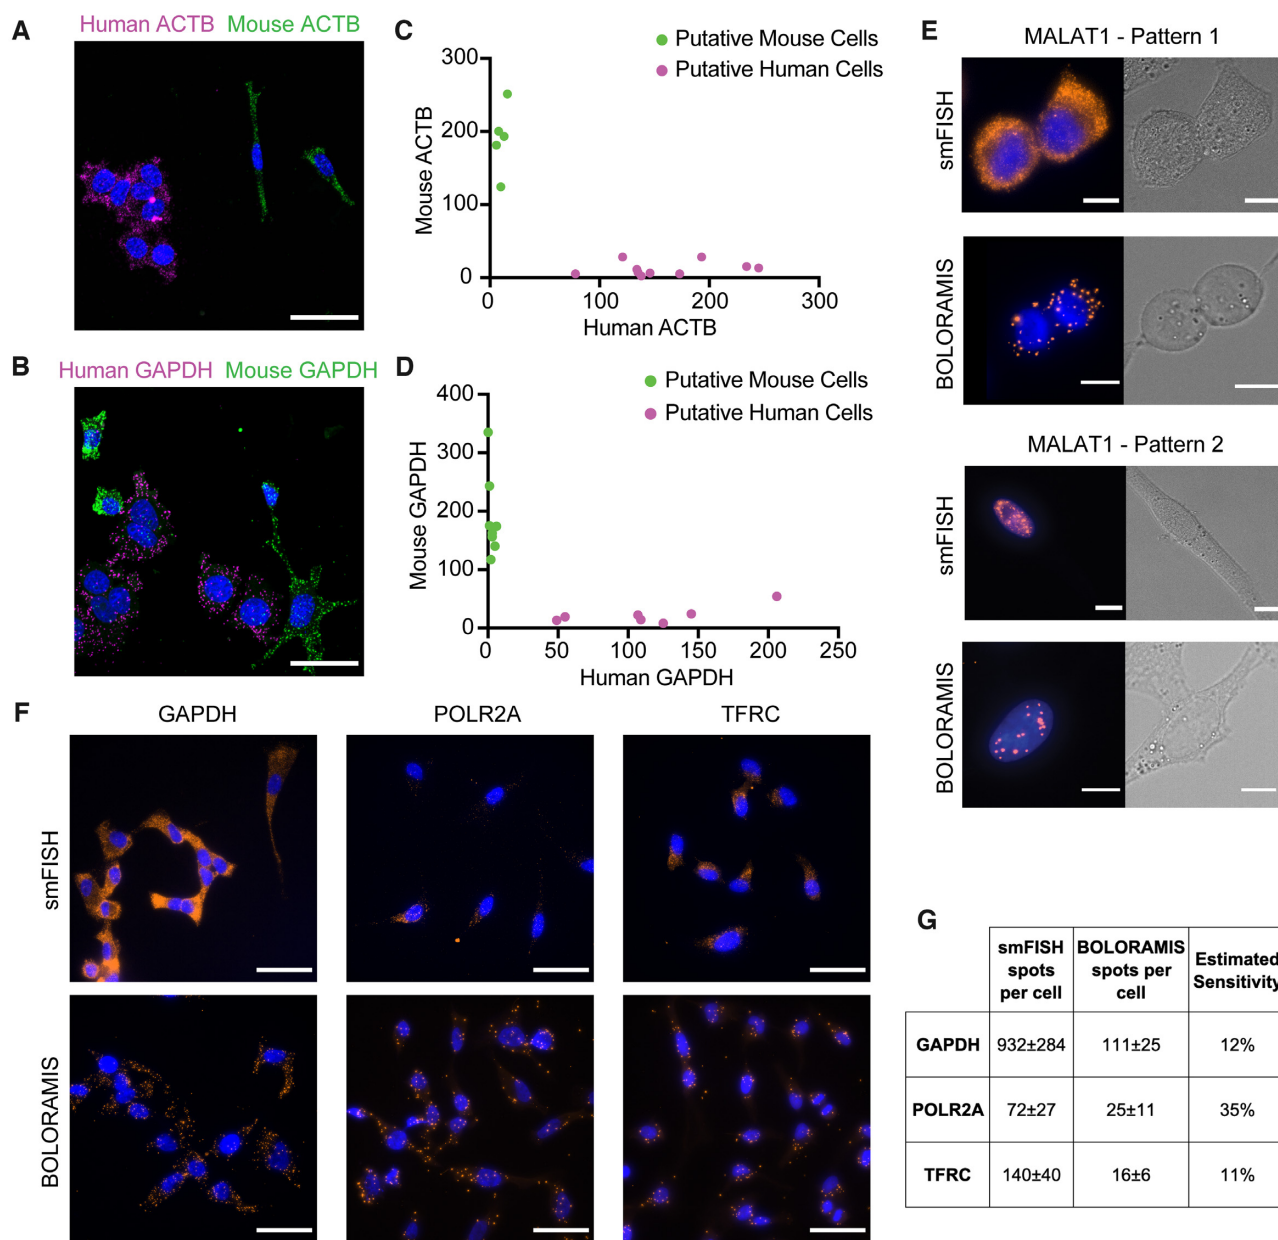 A
Human ACTB Mouse ACTB
B
Human GAPDH Mouse GAPDH
C
Putative Mouse Cells
Putative Human Cells
Mouse ACTB
300
200
100
0
0 100 200 300
Human ACTB
D
Putative Mouse Cells
Putative Human Cells
Mouse GAPDH
400
300
200
100
0
0 50 100 150 200 250
Human GAPDH
E
MALAT1 - Pattern 1
smFISH
BOLORAMIS
MALAT1 - Pattern 2
smFISH
BOLORAMIS
F
GAPDH POLR2A TFRC
smFISH
BOLORAMIS
G
smFISH spots per cell BOLORAMIS spots per cell Estimated Sensitivity
GAPDH 932±284 111±25 12%
POLR2A 72±27 25±11 35%
TFRC 140±40 16±6 11%